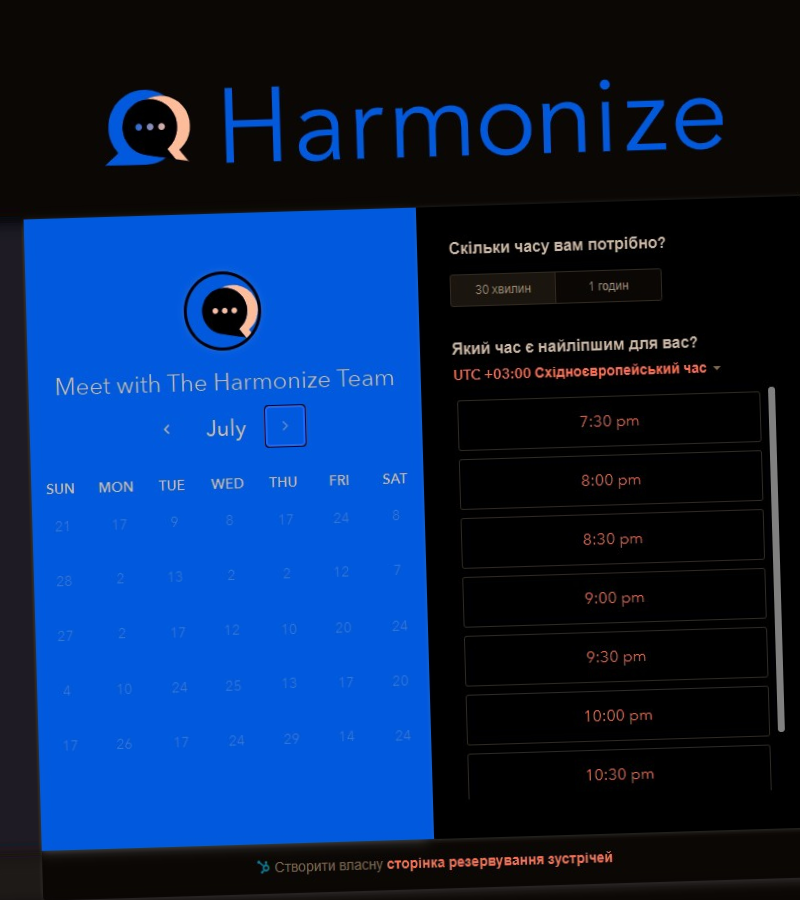 Harmonize
Meet with The Harmonize Team
July
SUN MON TUE WED THU FRI SAT
21 17 9 8 17 24 8
28 2 13 2 2 12 7
27 2 17 12 10 20 24
4 10 24 25 13 17 20
17 26 17 24 29 14 24
Скільки часу вам потрібно?
30 хвилин 1 годин
Який час є найліпшим для вас?
UTC +03:00 Східноєвропейський час
7:30 pm
8:00 pm
8:30 pm
9:00 pm
9:30 pm
10:00 pm
10:30 pm
Створити власну сторінка резервування зустрічей